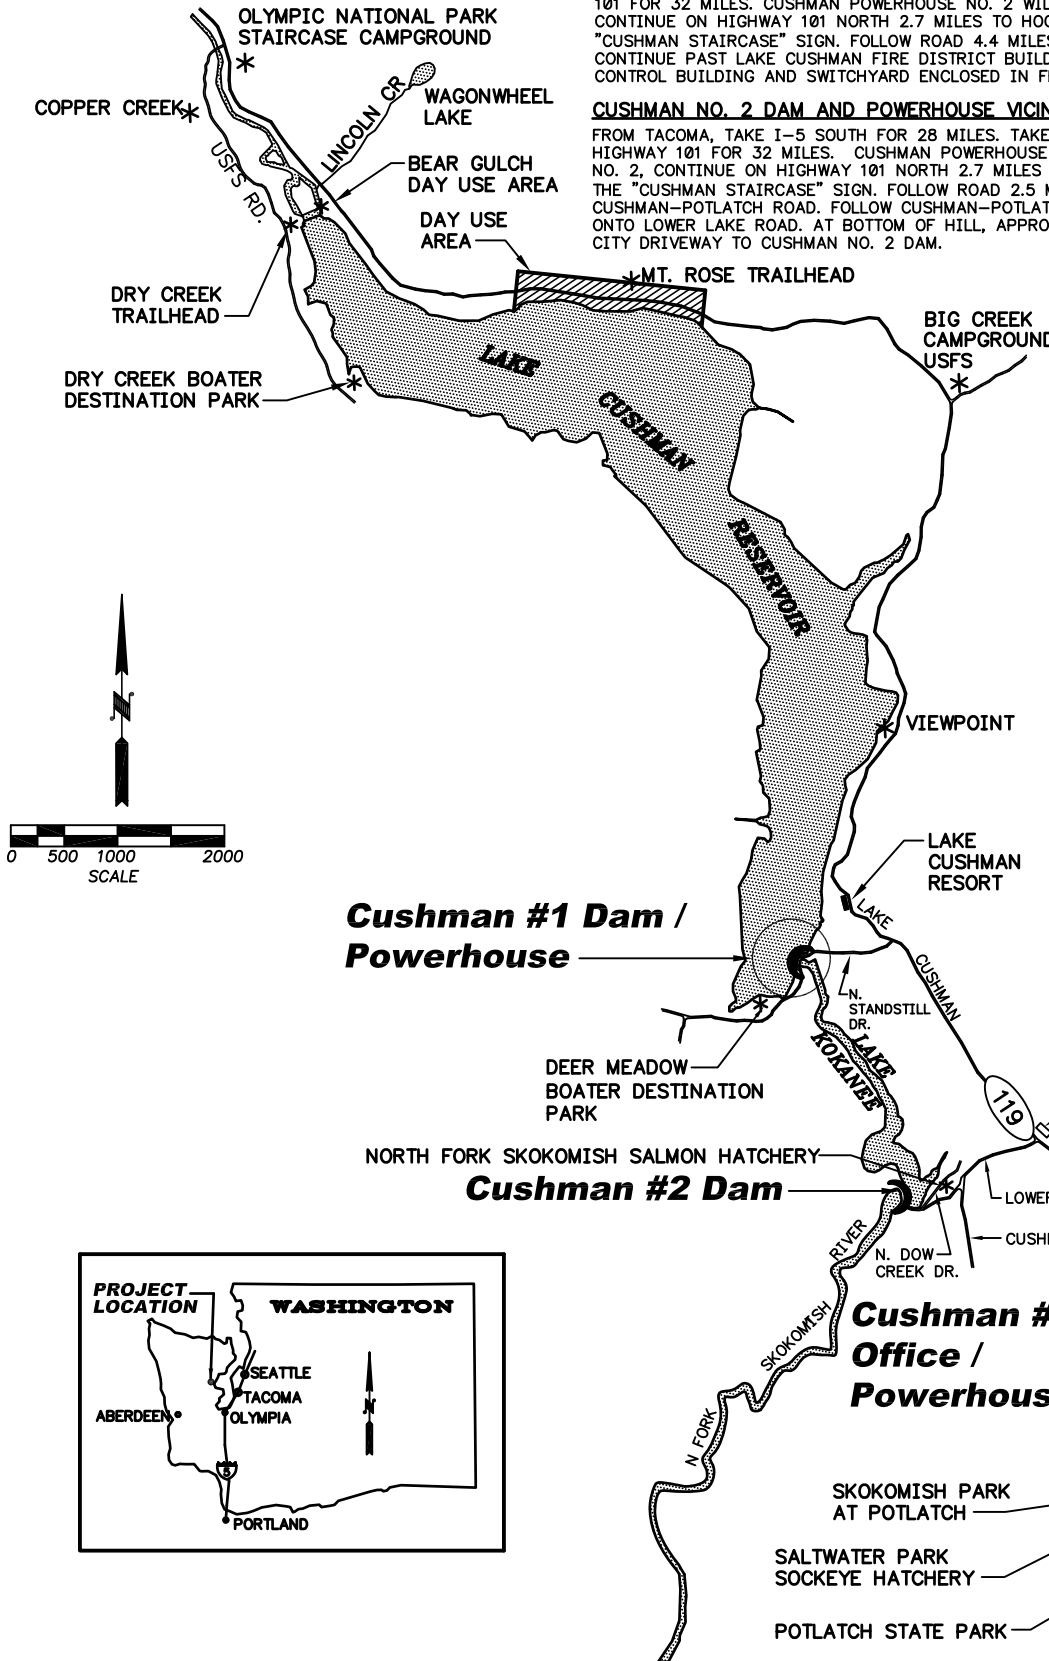 101 FOR 32 MILES. CUSHMAN POWERHOUSE NO. 2
CONTINUE ON HIGHWAY 101 NORTH 2.7 MILES TO
"CUSHMAN STAIRCASE" SIGN. FOLLOW ROAD 4.4 MILES
CONTINUE PAST LAKE CUSHMAN FIRE DISTRICT
CONTROL BUILDING AND SWITCHYARD ENCLOSED IN
CUSHMAN NO. 2 DAM AND POWERHOUSE
FROM TACOMA, TAKE I-5 SOUTH FOR 28 MILES. TAKE
HIGHWAY 101 FOR 32 MILES. CUSHMAN POWERHOUSE
NO. 2, CONTINUE ON HIGHWAY 101 NORTH 2.7 MILES
THE "CUSHMAN STAIRCASE" SIGN. FOLLOW ROAD 2.5
CUSHMAN-POTLATCH ROAD. FOLLOW
ONTO LOWER LAKE ROAD. AT BOTTOM OF HILL,
CITY DRIVEWAY TO CUSHMAN NO. 2 DAM.
OLYMPIC NATIONAL PARK
STAIRCASE CAMPGROUND
COPPER CREEK
LINCOLN CR
WAGONWHEEL
LAKE
USFS RD.
BEAR GULCH
DAY USE AREA
DAY USE
AREA
MT. ROSE TRAILHEAD
DRY CREEK
TRAILHEAD
BIG CREEK
CAMPGROUND
USFS
DRY CREEK BOATER
DESTINATION PARK
LAKE
CUSHMAN
RESERVOIR
N
VIEWPOINT
0 500 1000 2000
SCALE
LAKE
CUSHMAN
RESORT
Cushman #1 Dam /
Powerhouse
LAKE
CUSHMAN
N.
STANDSTILL
DR.
LAKE
KOKANEE
DEER MEADOW
BOATER DESTINATION
PARK
119
NORTH FORK SKOKOMISH SALMON HATCHERY
Cushman #2 Dam
LOWER
N. DOW
CREEK DR.
N FORK
SKOKOMISH
RIVER
Cushman #
Office /
PROJECT
LOCATION
WASHINGTON
SEATTLE
TACOMA
ABERDEEN
OLYMPIA
N
5
PORTLAND
SKOKOMISH PARK
AT POTLATCH
SALTWATER PARK
SOCKEYE HATCHERY
POTLATCH STATE PARK